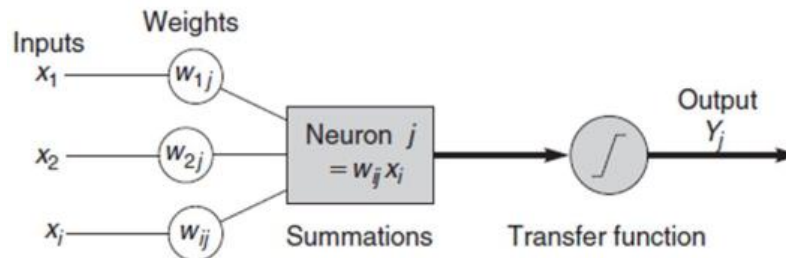 Inputs
Weights
x₁
w₁ⱼ
x₂
w₂ⱼ
xᵢ
wᵢⱼ
Neuron j
= wᵢⱼ xᵢ
Summations
Transfer function
Output
Yⱼ